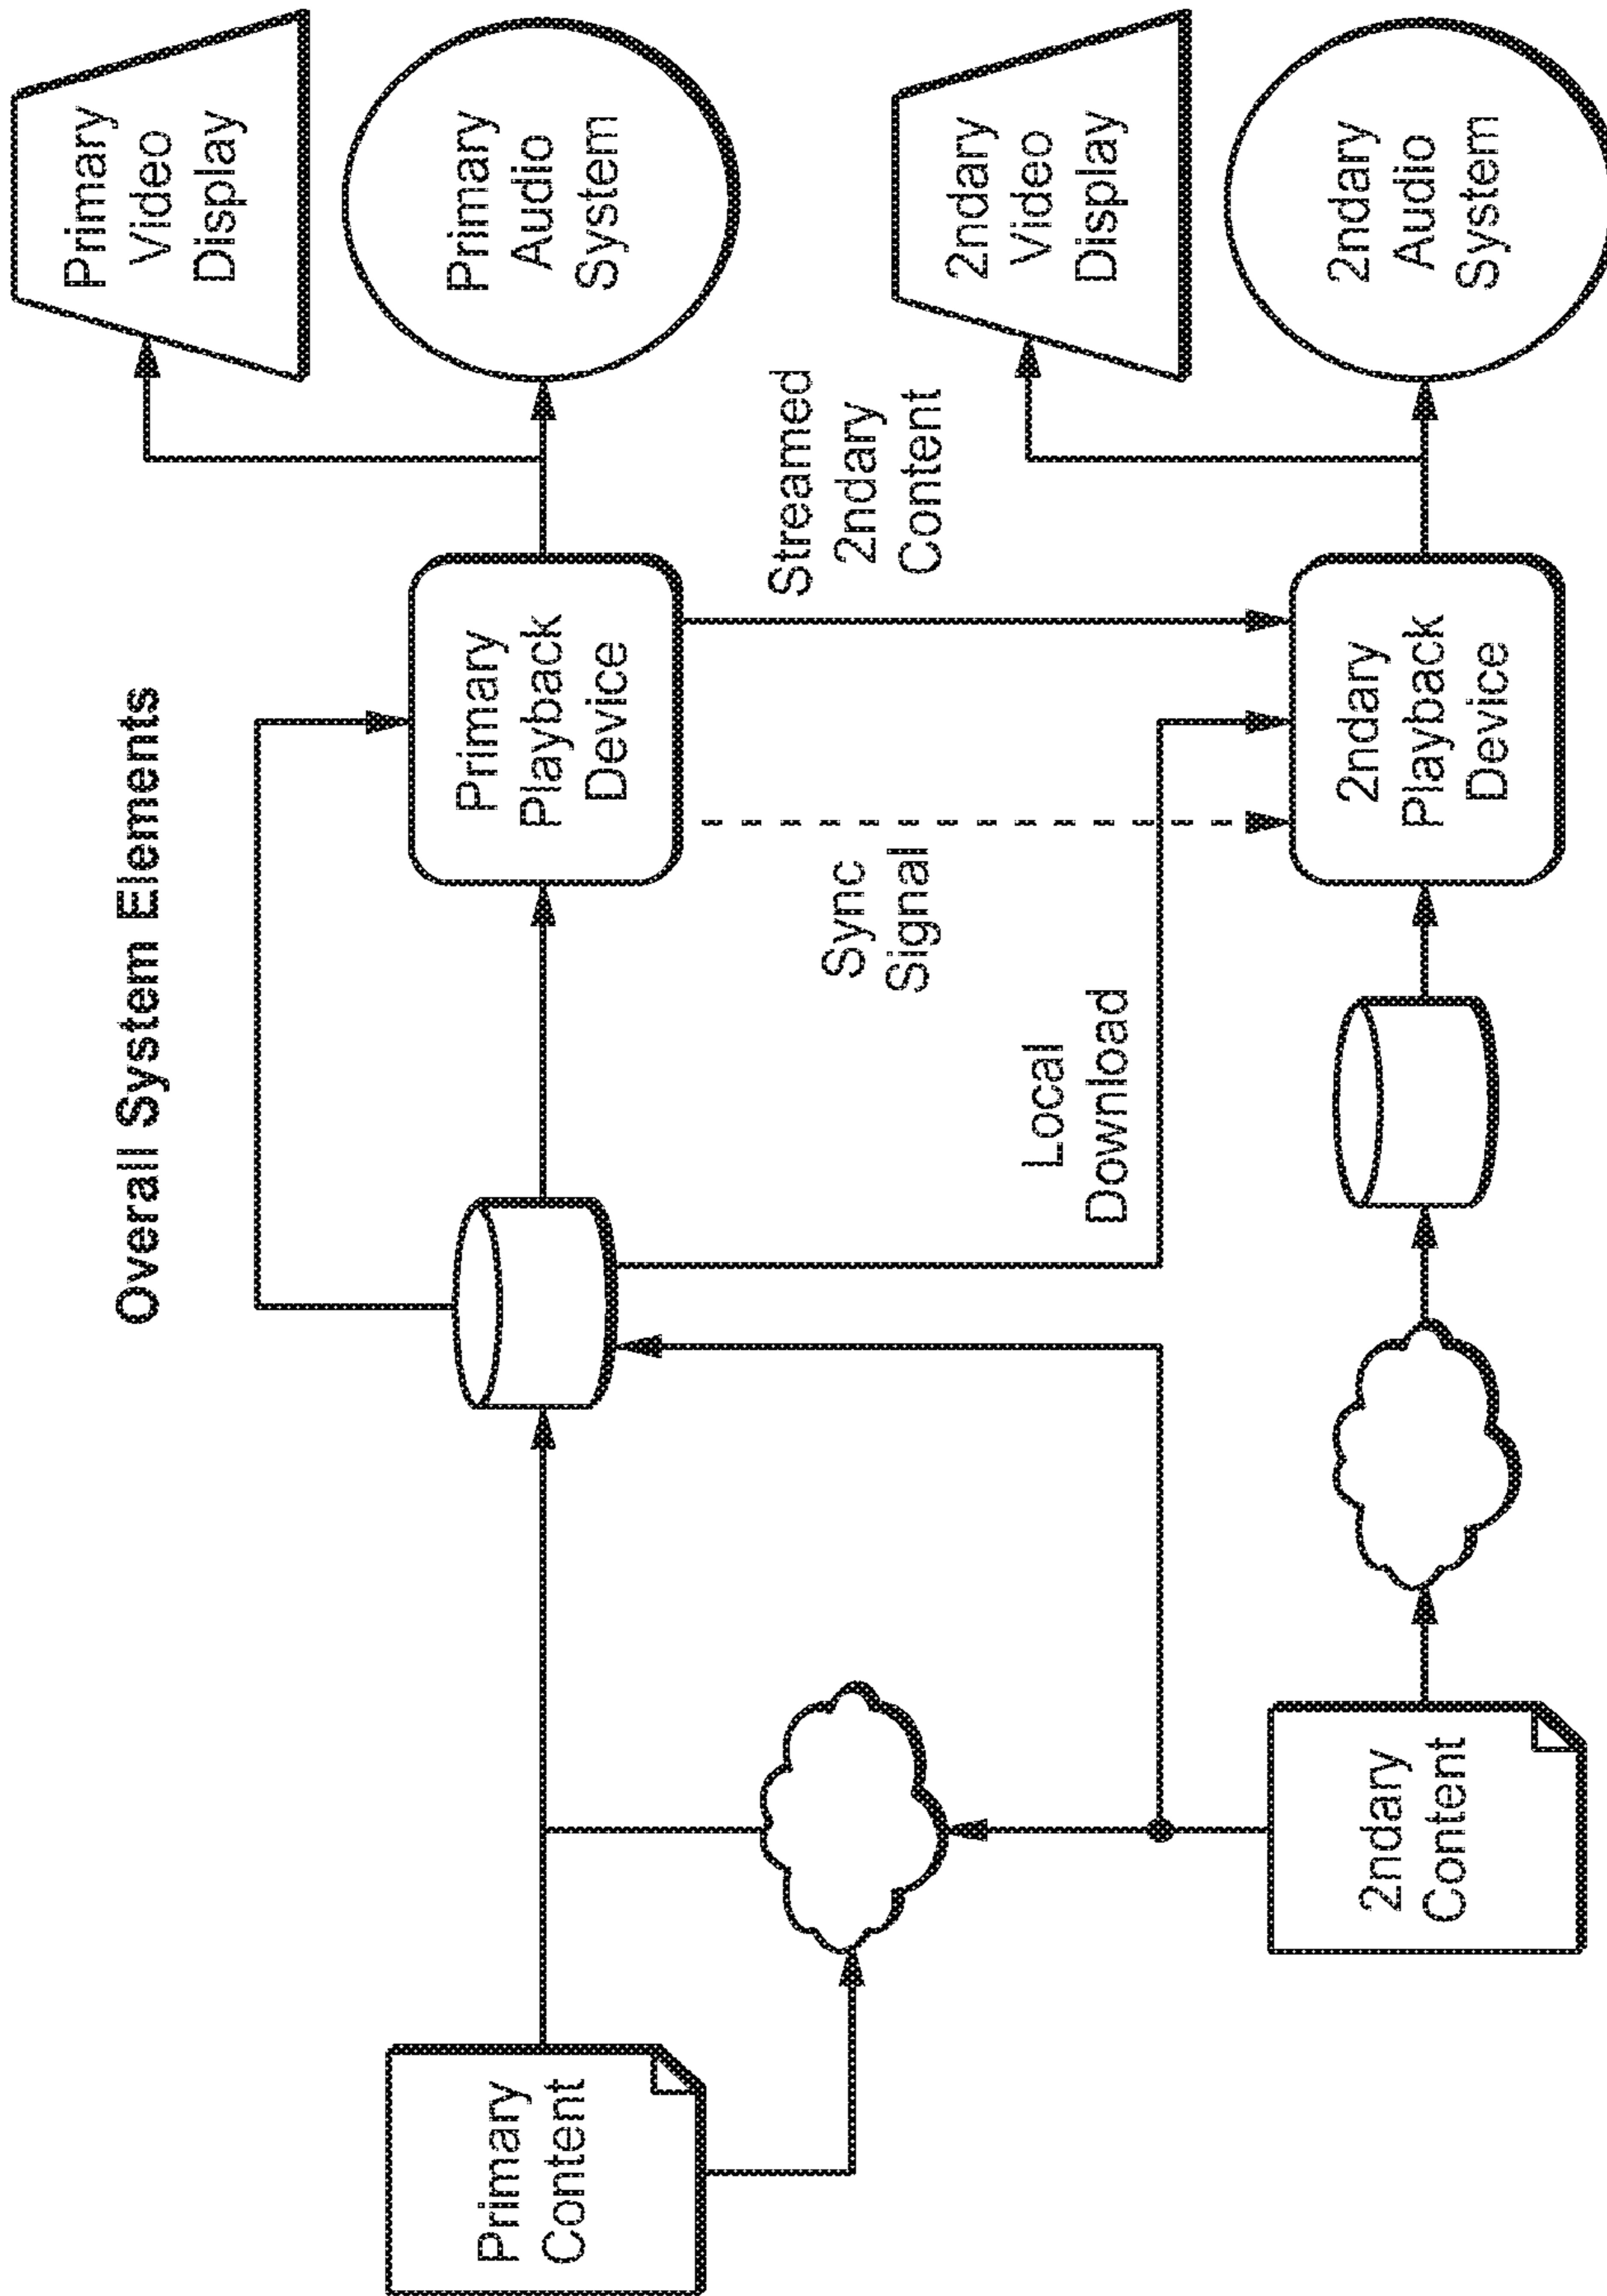 Overall System Elements
Primary
Content
Primary
Playback
Device
Primary
Video
Display
Primary
Audio
System
Sync
Signal
Streamed
2ndary
Content
Local
Download
2ndary
Content
2ndary
Playback
Device
2ndary
Video
Display
2ndary
Audio
System